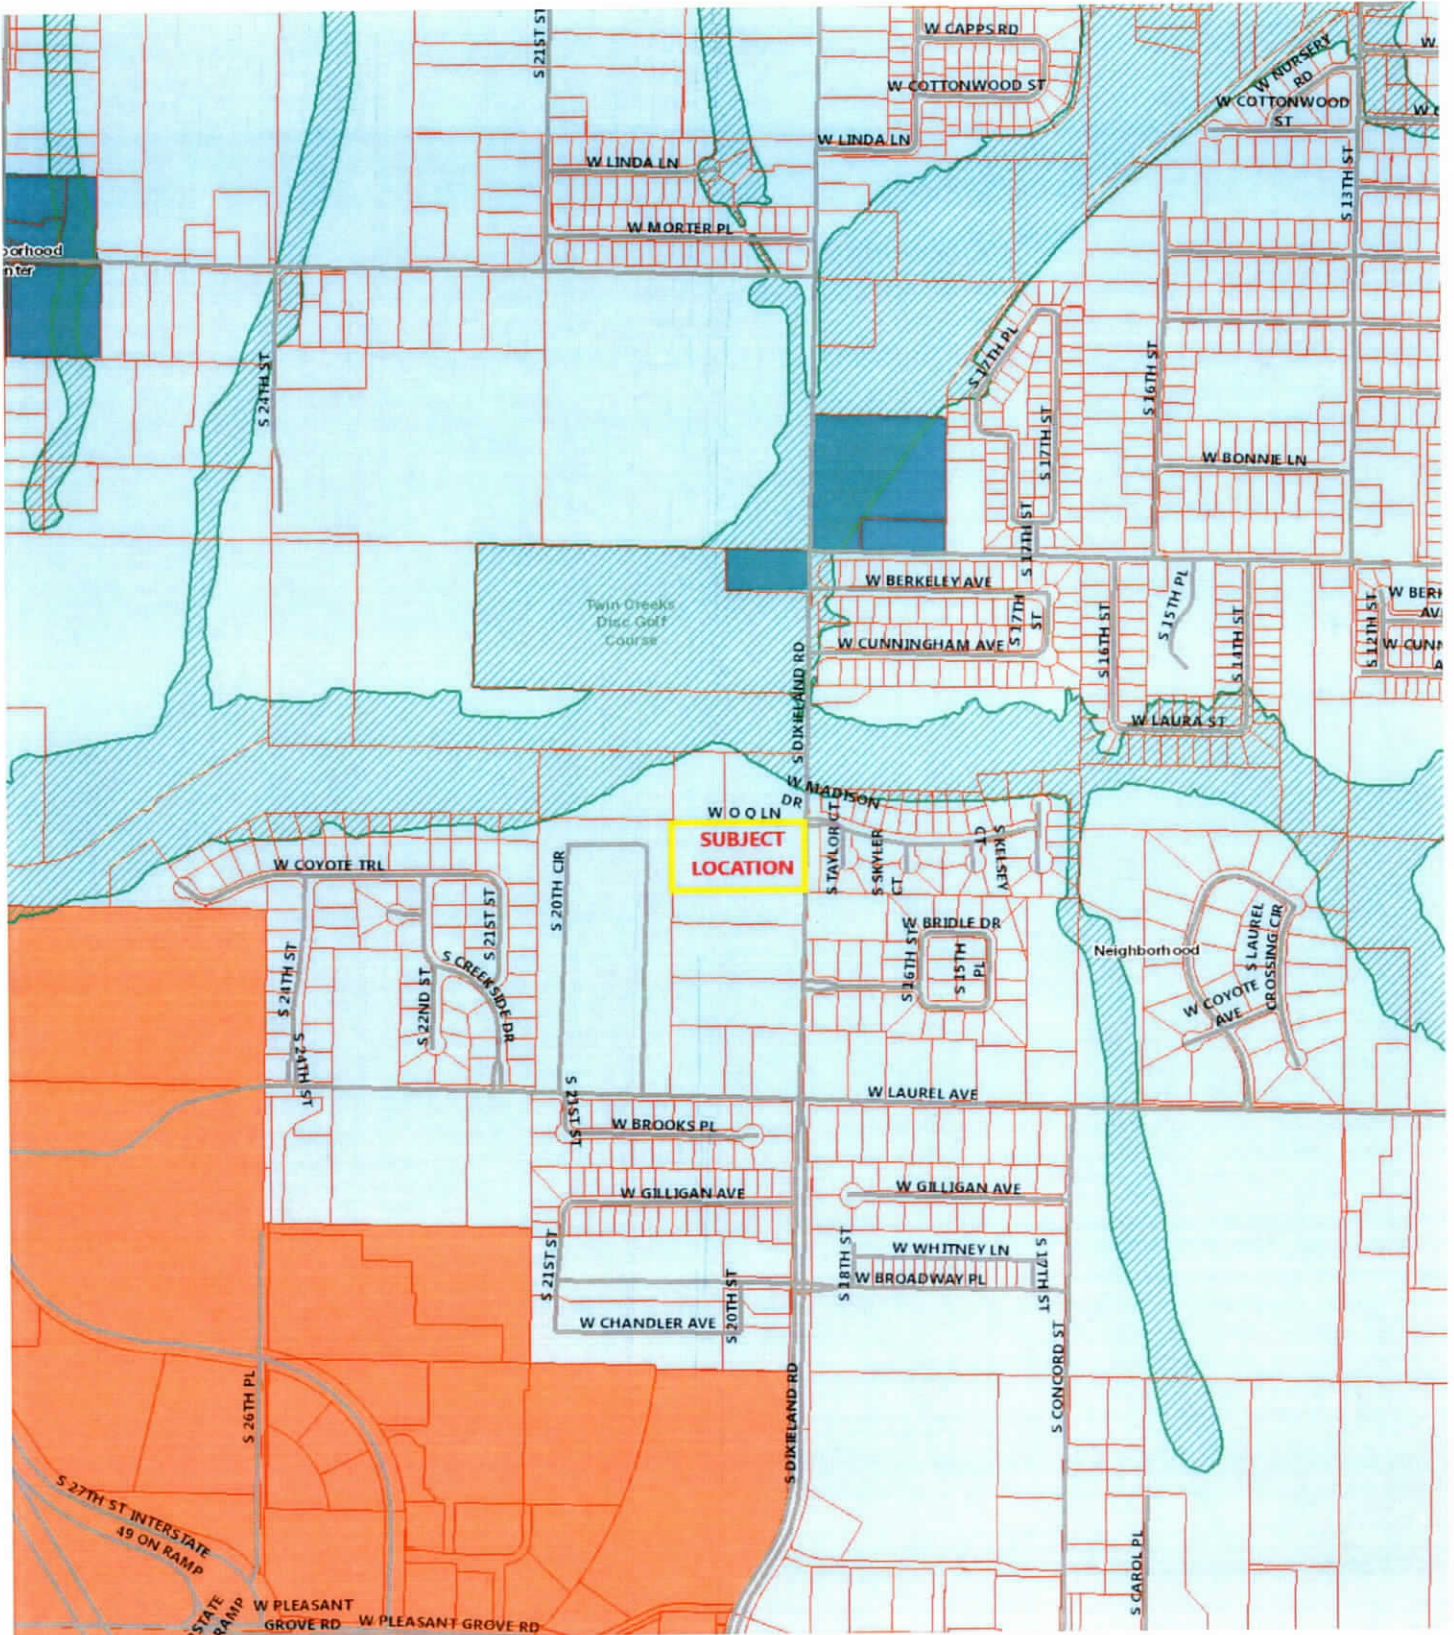 S 21ST ST
W CAPPS RD
W COTTONWOOD ST
W NURSERY
RD
W COTTONWOOD
ST
W LINDA LN
W LINDA LN
S 13TH ST
W MORTER PL
S 24TH ST
S 17TH PL
S 16TH ST
S 17TH ST
W BONNIE LN
S 17TH ST
W BERKELEY AVE
Twin Creeks
Disc Golf
Course
S 17TH
ST
W CUNNINGHAM AVE
S 16TH ST
S 15TH PL
S 14TH ST
S 12TH ST
S DIXIELAND RD
W LAURA ST
W MADISON
DR
W O Q LN
SUBJECT
LOCATION
S TAYLOR CT
S SKYLER
CT
S KELSEY
CT
W COYOTE TRL
S 20TH CIR
S 21ST ST
W BRIDLE DR
S 16TH ST
S 15TH
PL
Neighborhood
S LAUREL
CROSSING CIR
W COYOTE
AVE
S 24TH ST
S 22ND ST
S CREEKSIDE DR
S 24TH ST
W LAUREL AVE
S 21ST ST
W BROOKS PL
W GILLIGAN AVE
W GILLIGAN AVE
S 21ST ST
S 18TH ST
W WHITNEY LN
W BROADWAY PL
S 17TH ST
W CHANDLER AVE
S 20TH ST
S DIXIELAND RD
S CONCORD ST
S 26TH PL
S 27TH ST INTERSTATE
49 ON RAMP
S CAROL PL
W PLEASANT
GROVE RD
W PLEASANT GROVE RD